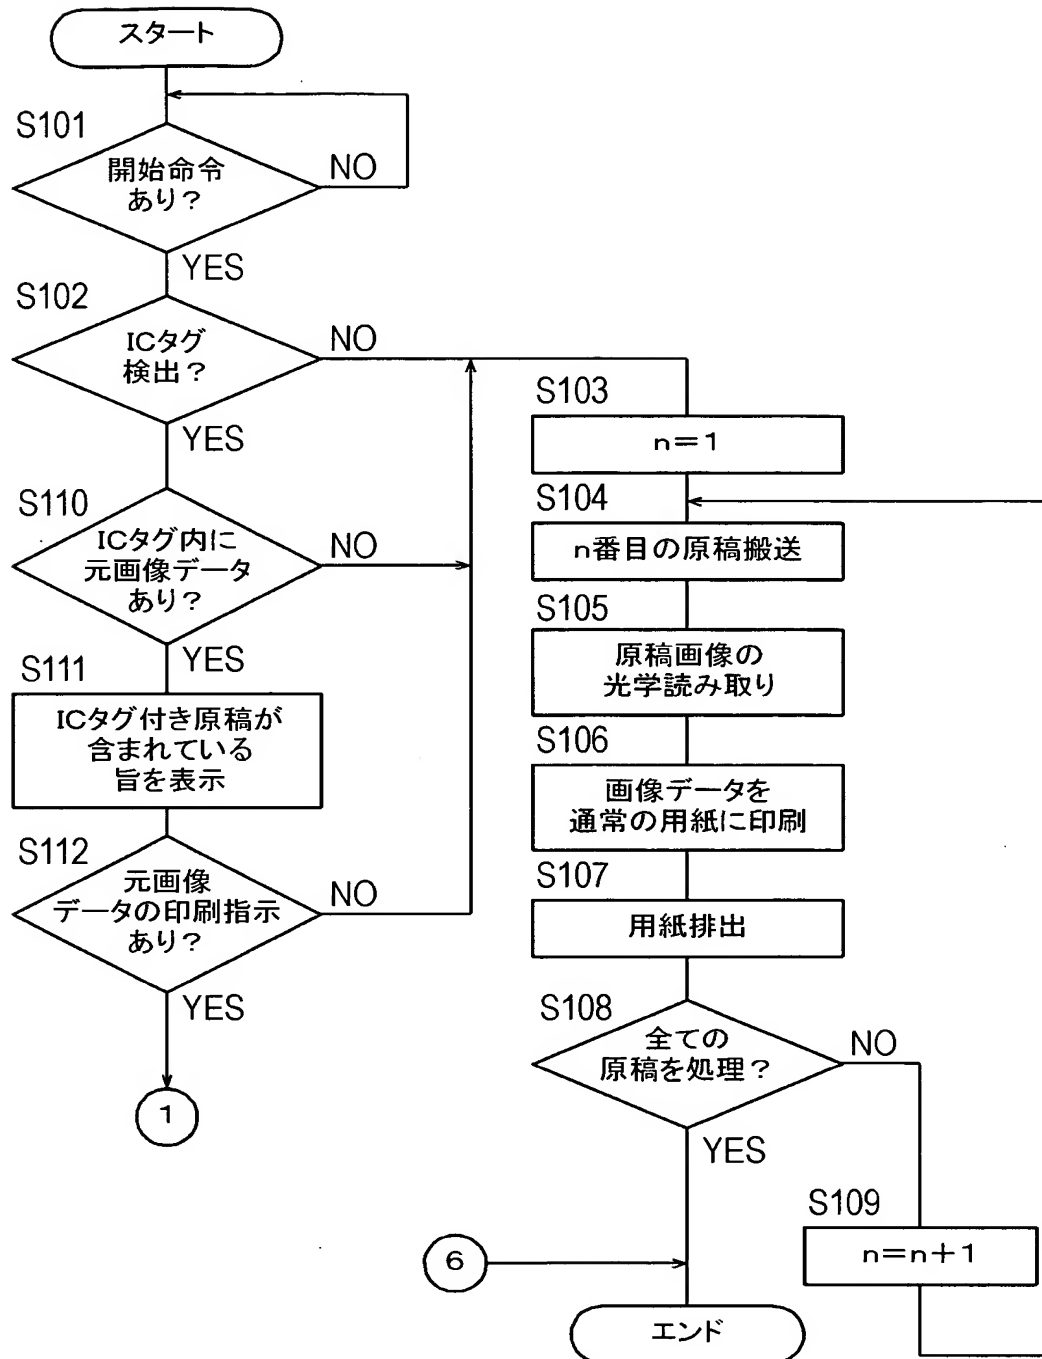 スタート
S101
開始命令
あり?
NO
YES
S102
ICタグ
検出?
NO
YES
S110
ICタグ内に
元画像データ
あり?
NO
YES
S111
ICタグ付き原稿が
含まれている
旨を表示
S112
元画像
データの印刷指示
あり?
NO
YES
1
S103
n=1
S104
n番目の原稿搬送
S105
原稿画像の
光学読み取り
S106
画像データを
通常の用紙に印刷
S107
用紙排出
S108
全ての
原稿を処理?
NO
YES
S109
n=n+1
6
エンド